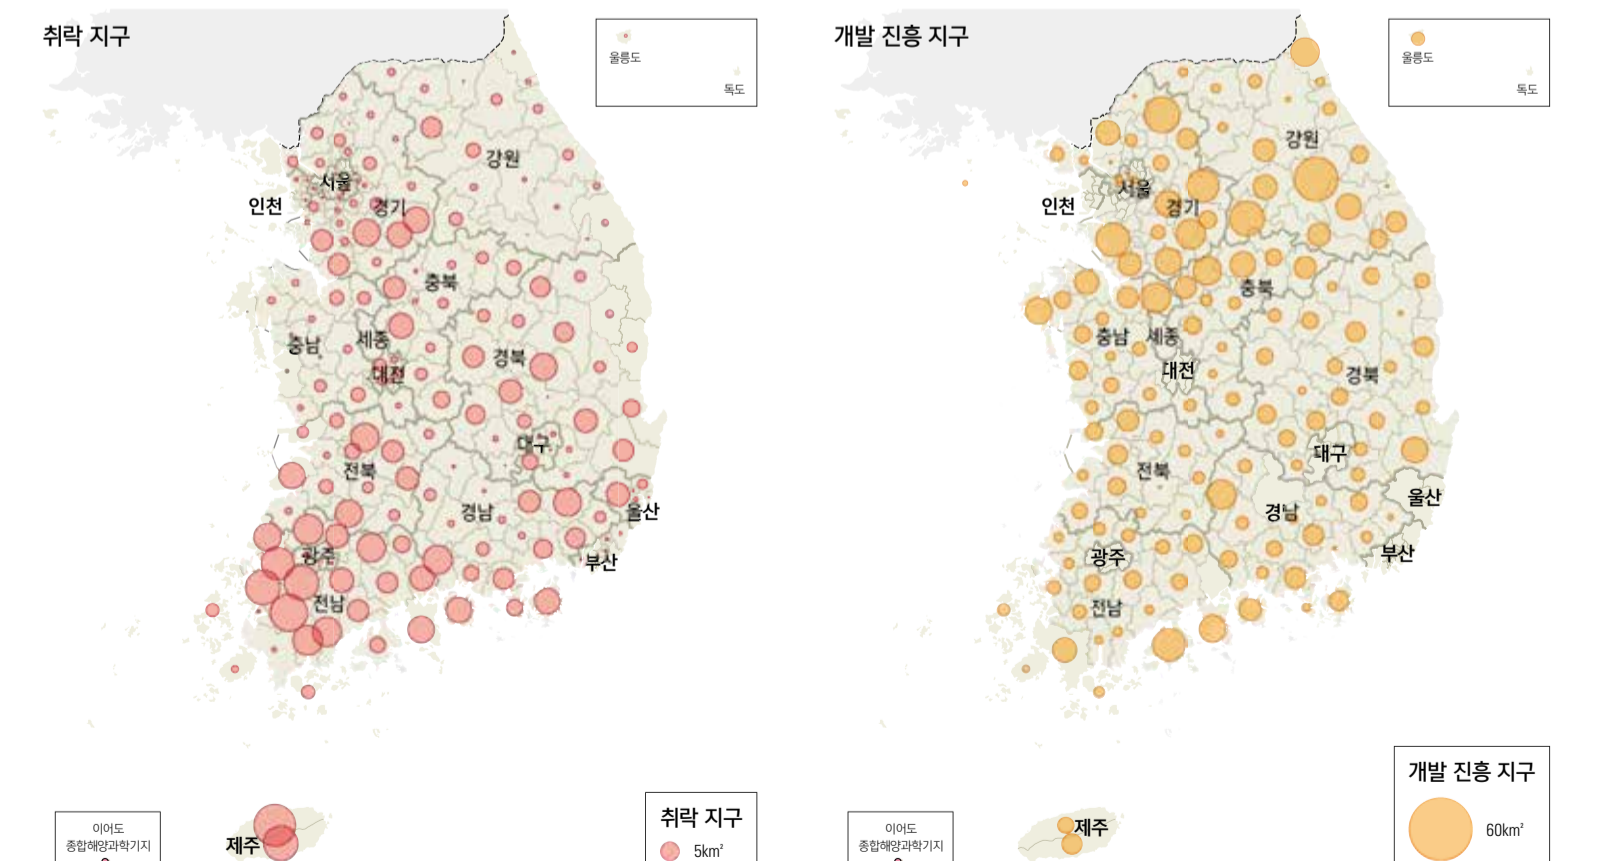 취락 지구
울릉도
독도
강원
서울
인천
경기
충북
충남
세종
경북
대전
대구
전북
경남
울산
광주
부산
전남
제주
이어도
종합해양과학기지
취락 지구
5km²
개발 진흥 지구
울릉도
독도
강원
서울
인천
경기
충북
충남
세종
대전
경북
대구
전북
울산
경남
부산
광주
전남
제주
이어도
종합해양과학기지
개발 진흥 지구
60km²